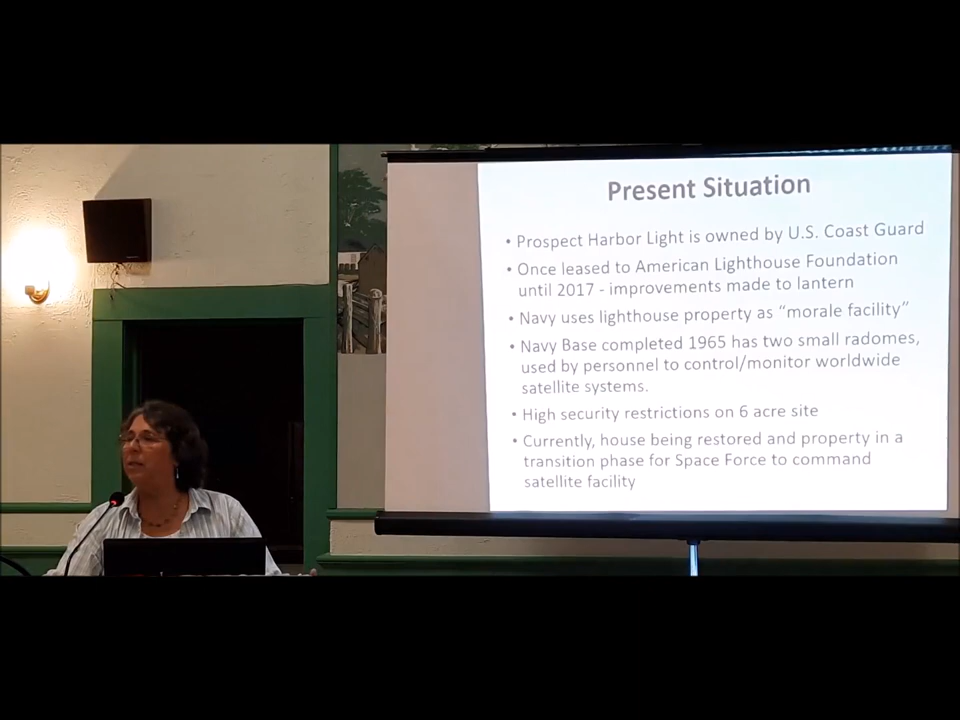 Present Situation
• Prospect Harbor Light is owned by U.S. Coast Guard
• Once leased to American Lighthouse Foundation
until 2017 - improvements made to lantern
• Navy uses lighthouse property as “morale facility”
• Navy Base completed 1965 has two small radomes,
used by personnel to control/monitor worldwide
satellite systems.
• High security restrictions on 6 acre site
• Currently, house being restored and property in a
transition phase for Space Force to command
satellite facility